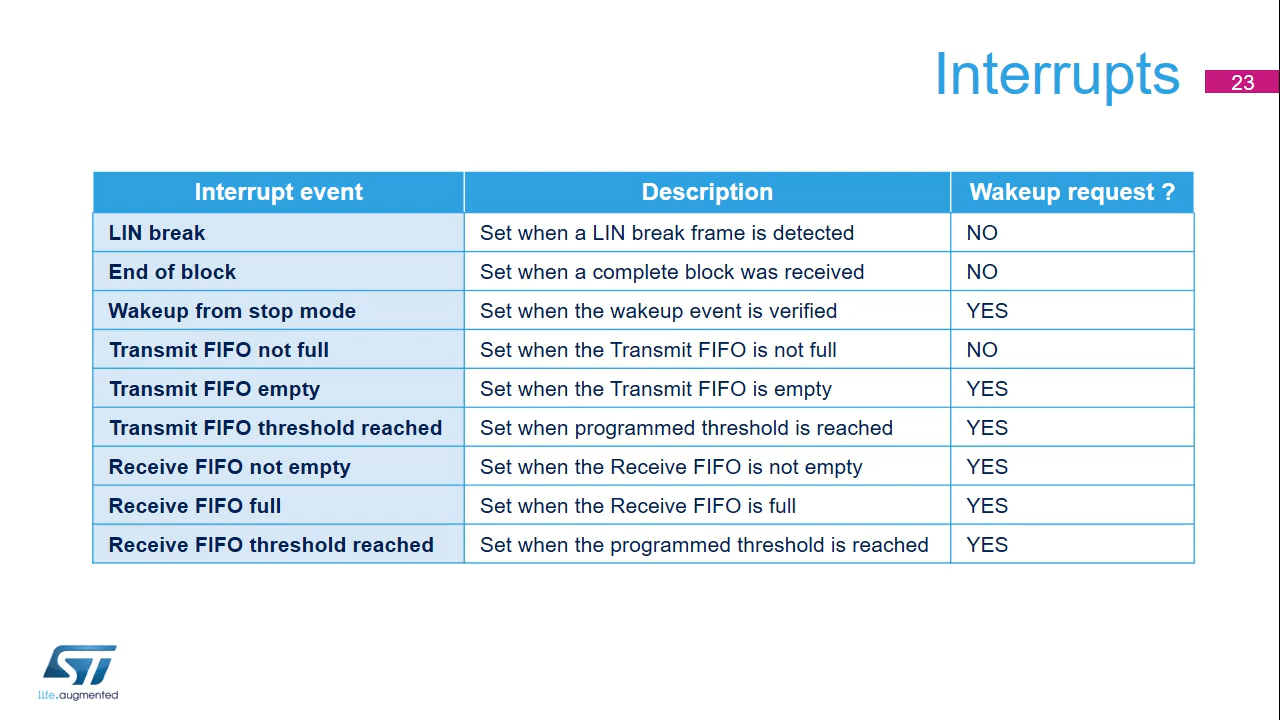 Interrupts
23
Interrupt event Description Wakeup request ?
LIN break Set when a LIN break frame is detected NO
End of block Set when a complete block was received NO
Wakeup from stop mode Set when the wakeup event is verified YES
Transmit FIFO not full Set when the Transmit FIFO is not full NO
Transmit FIFO empty Set when the Transmit FIFO is empty YES
Transmit FIFO threshold reached Set when programmed threshold is reached YES
Receive FIFO not empty Set when the Receive FIFO is not empty YES
Receive FIFO full Set when the Receive FIFO is full YES
Receive FIFO threshold reached Set when the programmed threshold is reached YES
ST
life.augmented